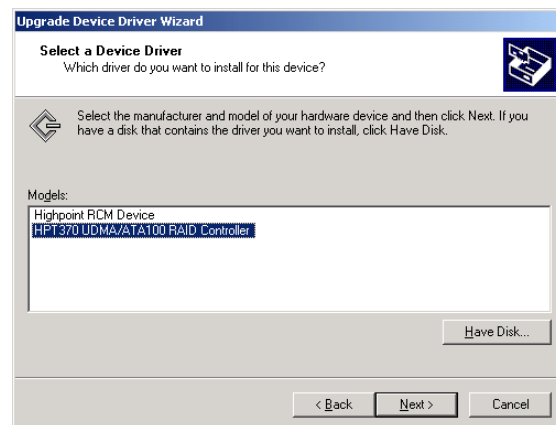 Upgrade Device Driver Wizard
Select a Device Driver
Which driver do you want to install for this device?
Select the manufacturer and model of your hardware device and then click Next. If you
have a disk that contains the driver you want to install, click Have Disk.
Models:
Highpoint RCM Device
HPT370 UDMA/ATA100 RAID Controller
Have Disk...
< Back
Next >
Cancel